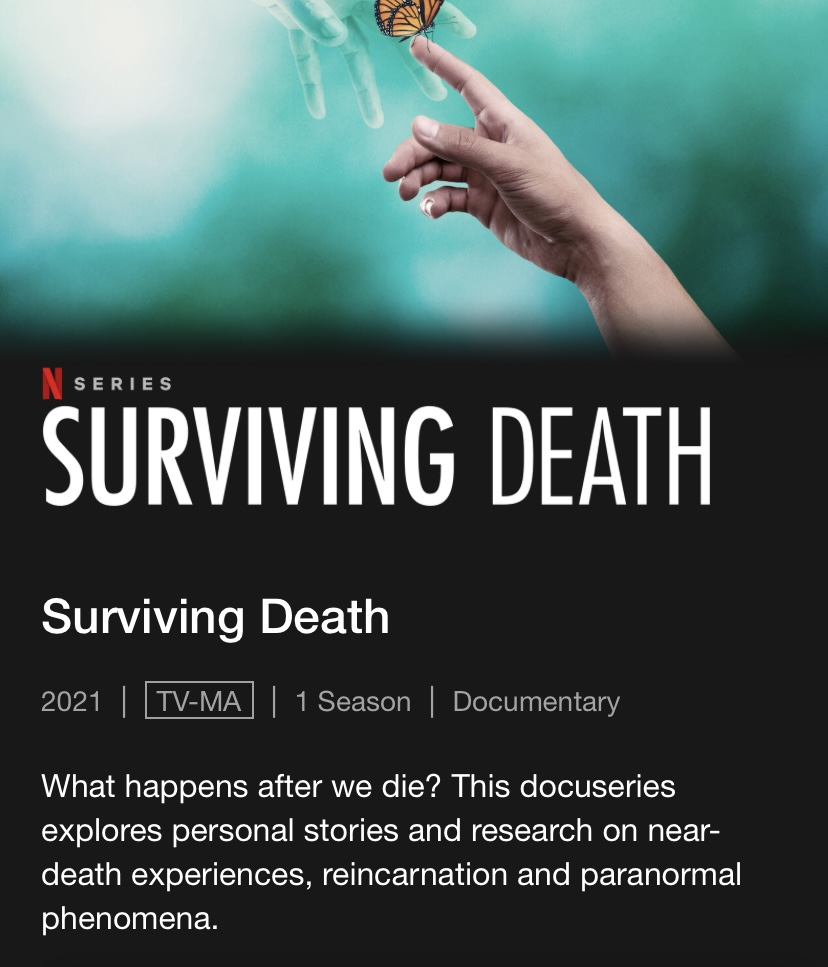 N SERIES
SURVIVING DEATH
Surviving Death
2021 | TV-MA | 1 Season | Documentary
What happens after we die? This docuseries
explores personal stories and research on near-
death experiences, reincarnation and paranormal
phenomena.